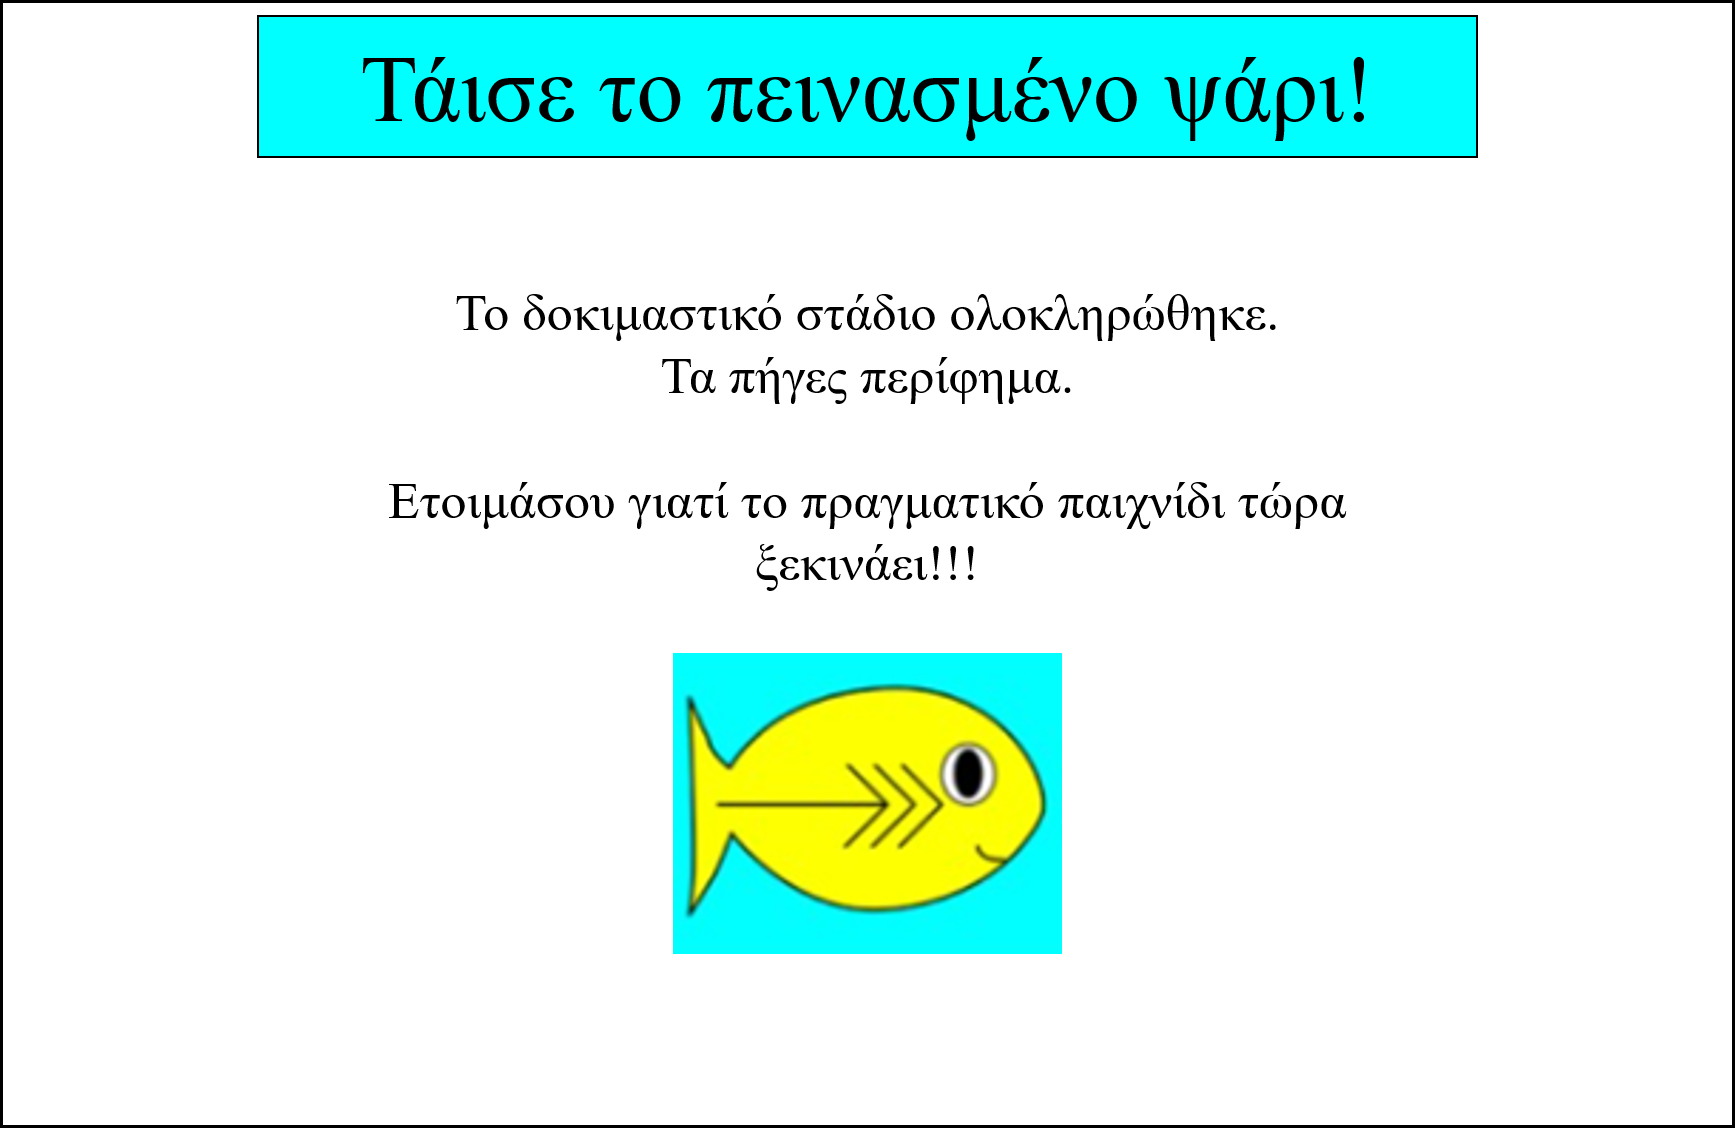 Τάισε το πεινασμένο ψάρι!
Το δοκιμαστικό στάδιο ολοκληρώθηκε.
Τα πήγες περίφημα.
Ετοιμάσου γιατί το πραγματικό παιχνίδι τώρα
ξεκινάει!!!